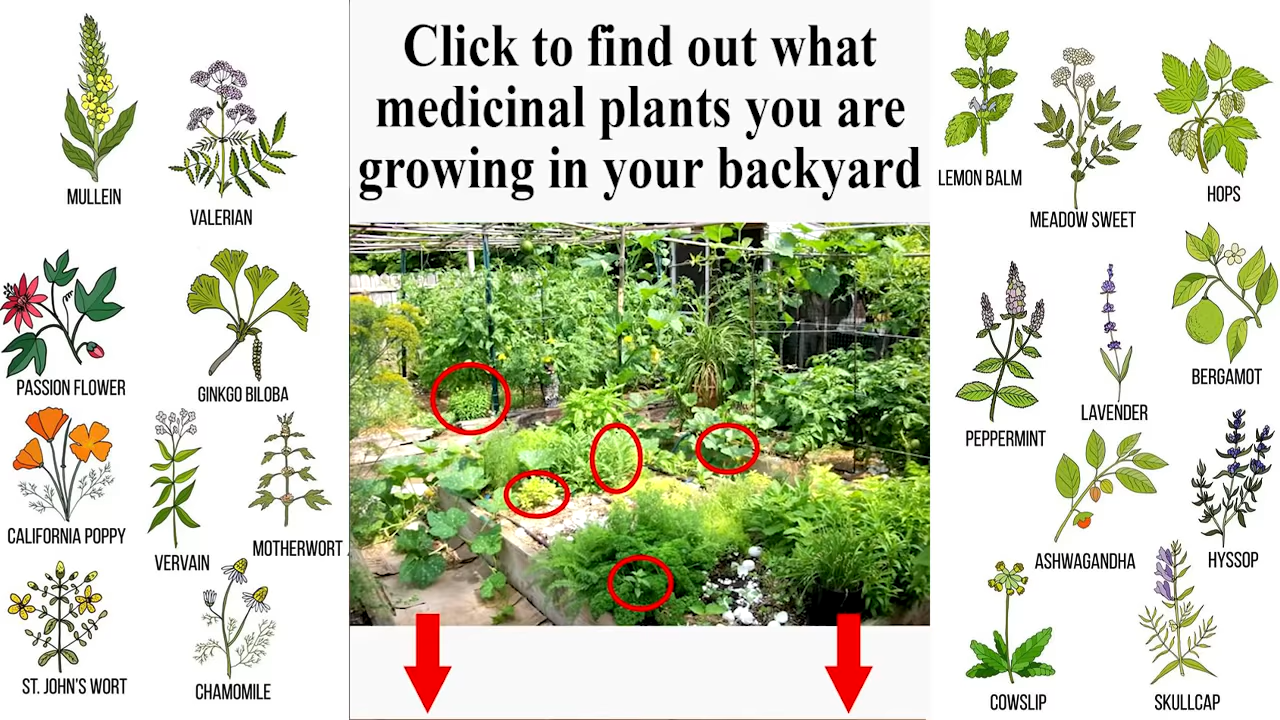 Click to find out what
medicinal plants you are
growing in your backyard
MULLEIN
VALERIAN
PASSION FLOWER
GINKGO BILOBA
CALIFORNIA POPPY
VERVAIN
MOTHERWORT
ST. JOHN'S WORT
CHAMOMILE
LEMON BALM
MEADOW SWEET
HOPS
PEPPERMINT
LAVENDER
BERGAMOT
ASHWAGANDHA
HYSSOP
COWSLIP
SKULLCAP